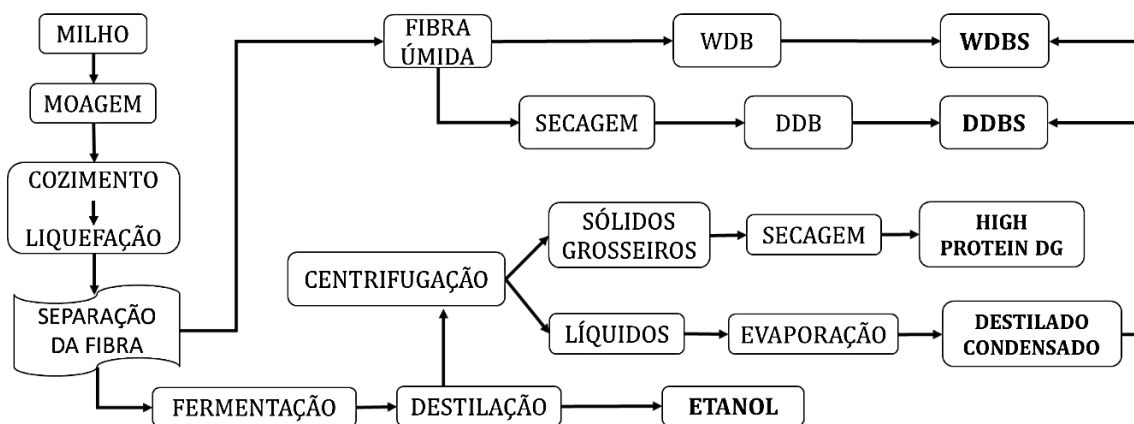 MILHO
MOAGEM
COZIMENTO
LIQUEFAÇÃO
SEPARAÇÃO
DA FIBRA
FIBRA
ÚMIDA
WDB
WDBS
SECAGEM
DDB
DDBS
CENTRIFUGAÇÃO
SÓLIDOS
GROSSEIROS
SECAGEM
HIGH
PROTEIN DG
LÍQUIDOS
EVAPORAÇÃO
DESTILADO
CONDENSADO
FERMENTAÇÃO
DESTILAÇÃO
ETANOL